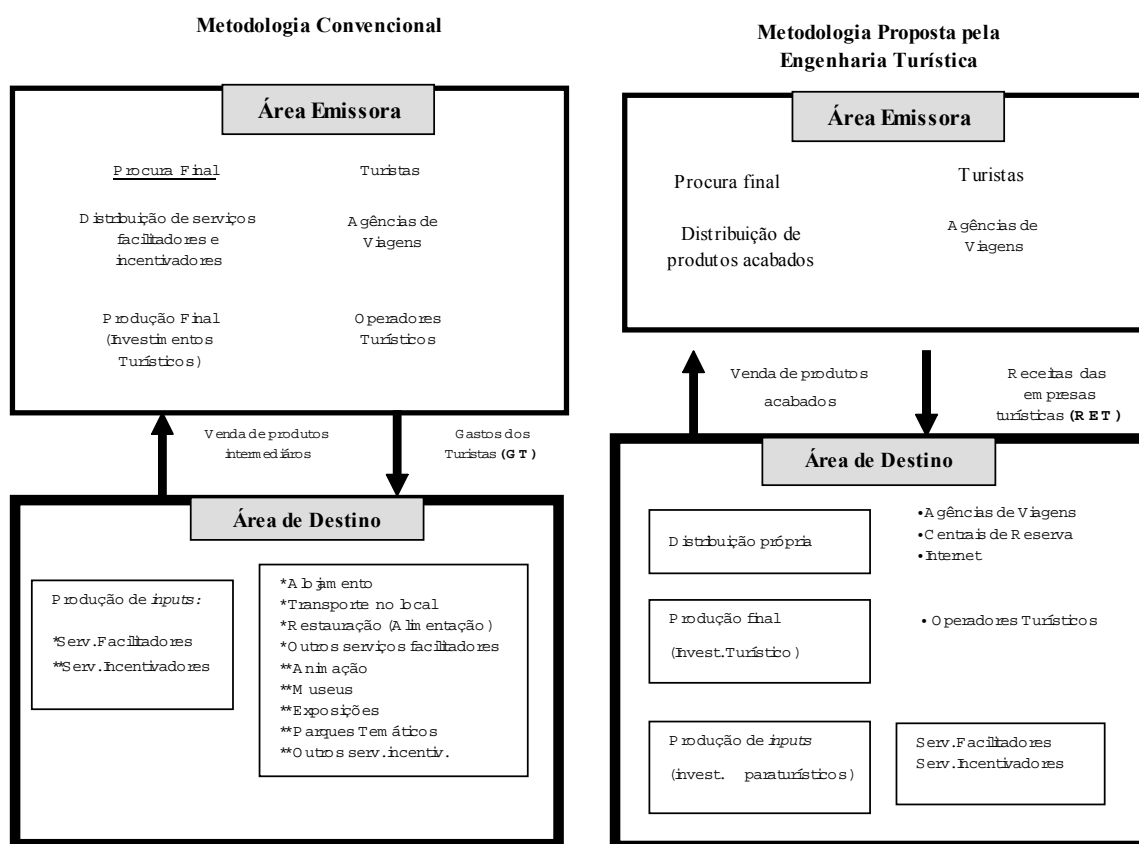 Metodologia Convencional
Área Emissora
Procura Final
Turistas
Distribuição de serviços
facilitadores e
incentivadores
Agências de
Viagens
Produção Final
(Investimentos
Turísticos)
Operadores
Turísticos
Venda de produtos
intermediáros
Gastos dos
Turistas (GT)
Área de Destino
Produção de inputs:
*Serv.Facilitadores
**Serv.Incentivadores
*Alojamento
*Transporte no local
*Restauração (Alimentação)
*Outros serviços facilitadores
**Animação
**Museus
**Exposições
**Parques Temáticos
**Outros serv.incentiv.
Metodologia Proposta pela
Engenharia Turística
Área Emissora
Procura final
Turistas
Distribuição de
produtos acabados
Agências de
Viagens
Venda de produtos
acabados
Receitas das
empresas
turísticas (RET)
Área de Destino
Distribuição própria
•Agências de Viagens
•Centrais de Reserva
•Internet
Produção final
(Invest.Turístico)
• Operadores Turísticos
Produção de inputs
(invest. paraturísticos)
Serv.Facilitadores
Serv.Incentivadores